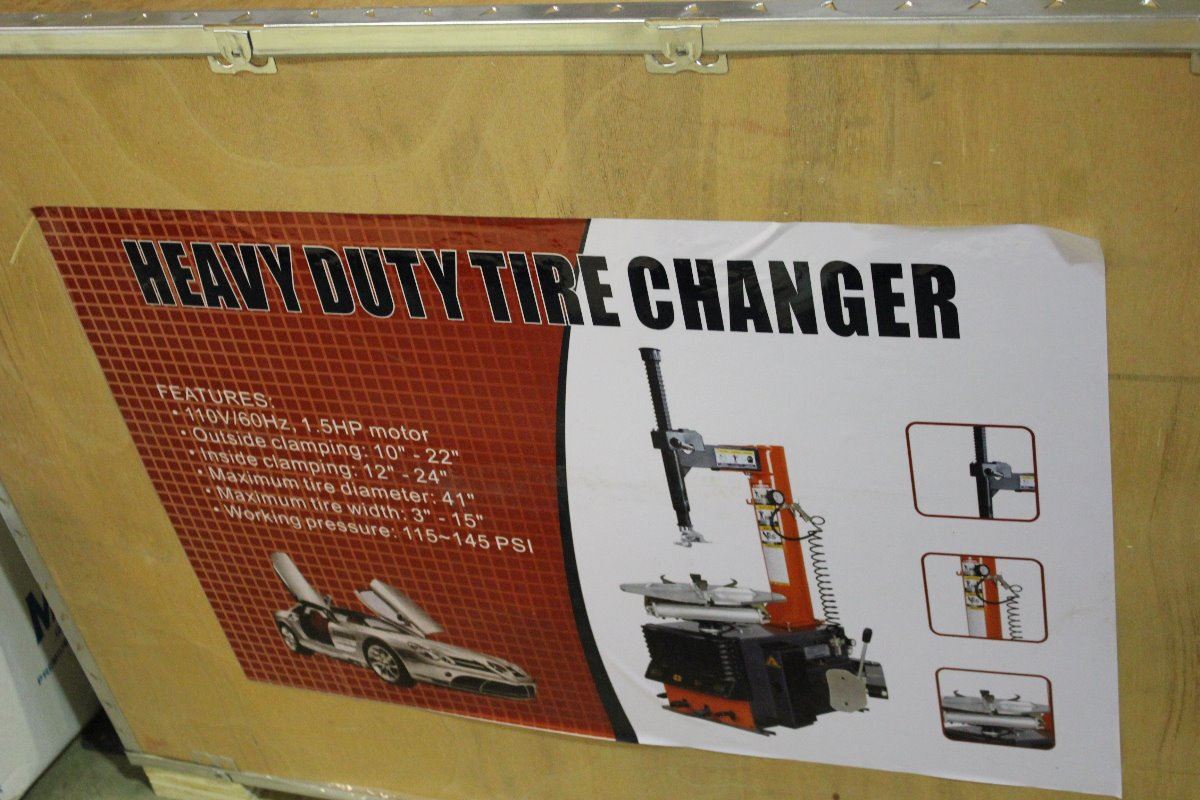 HEAVY DUTY TIRE CHANGER
FEATURES:
• 110V/60Hz, 1.5HP motor
• Outside clamping: 10" - 22"
• Inside clamping: 12" - 24"
• Maximum tire diameter: 41"
• Maximum tire width: 3" - 15"
• Working pressure: 115~145 PSI